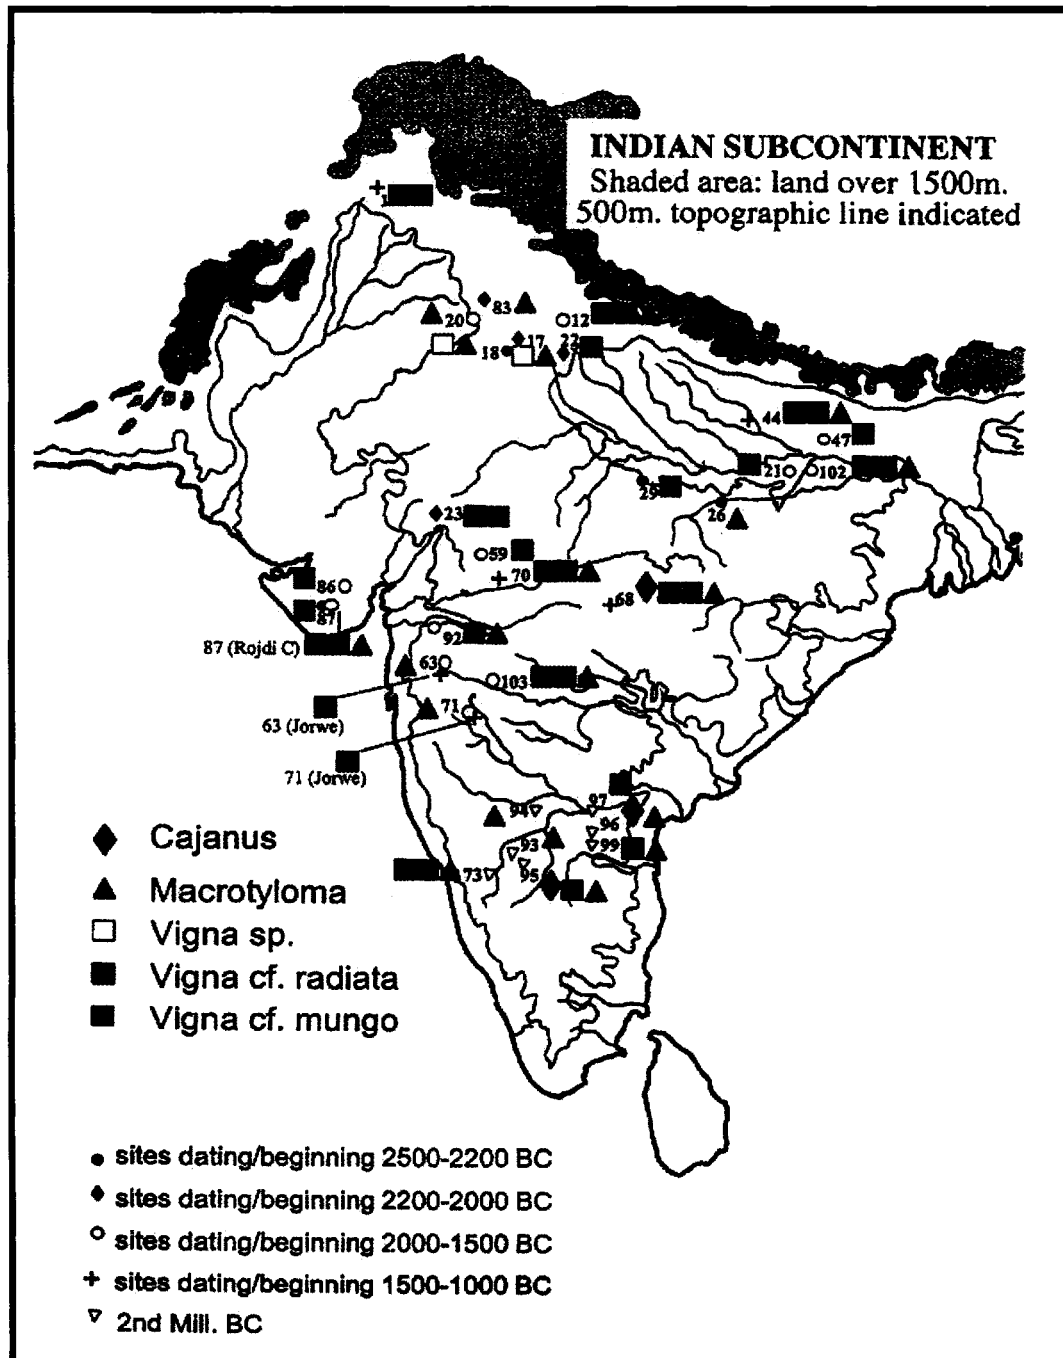 INDIAN SUBCONTINENT
Shaded area: land over 1500m.
500m. topographic line indicated
1
83
20
12
17
22
18
44
47
21
102
29
26
23
59
70
86
68
87
87 (Rojdi C)
92
63
103
71
63 (Jorwe)
71 (Jorwe)
97
94
96
93
99
73
95
Cajanus
Macrotyloma
Vigna sp.
Vigna cf. radiata
Vigna cf. mungo
sites dating/beginning 2500-2200 BC
sites dating/beginning 2200-2000 BC
sites dating/beginning 2000-1500 BC
sites dating/beginning 1500-1000 BC
2nd Mill. BC